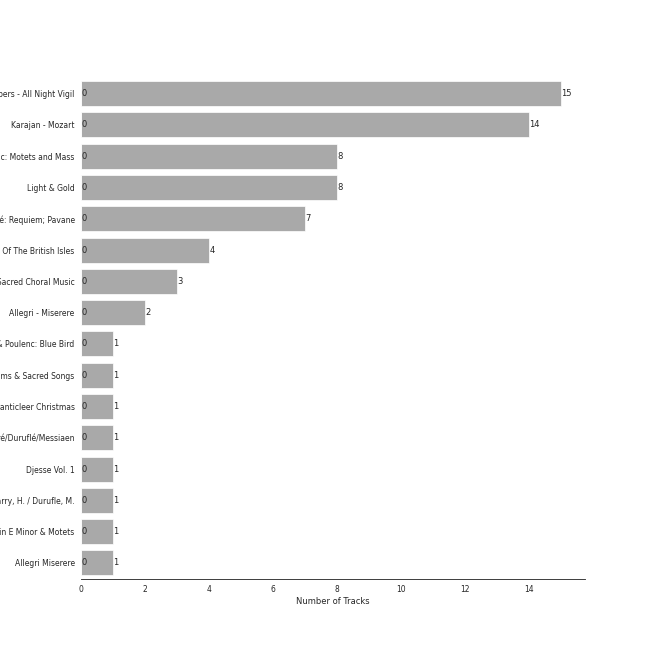 pers - All Night Vigil 0 15
Karajan - Mozart 0 14
c: Motets and Mass 0 8
Light & Gold 0 8
é: Requiem; Pavane 0 7
Of The British Isles 0 4
Sacred Choral Music 0 3
Allegri - Miserere 0 2
& Poulenc: Blue Bird 0 1
ms & Sacred Songs 0 1
anticleer Christmas 0 1
é/Duruflé/Messiaen 0 1
Djesse Vol. 1 0 1
arry, H. / Durufle, M. 0 1
in E Minor & Motets 0 1
Allegri Miserere 0 1
0 2 4 6 8 10 12 14
Number of Tracks